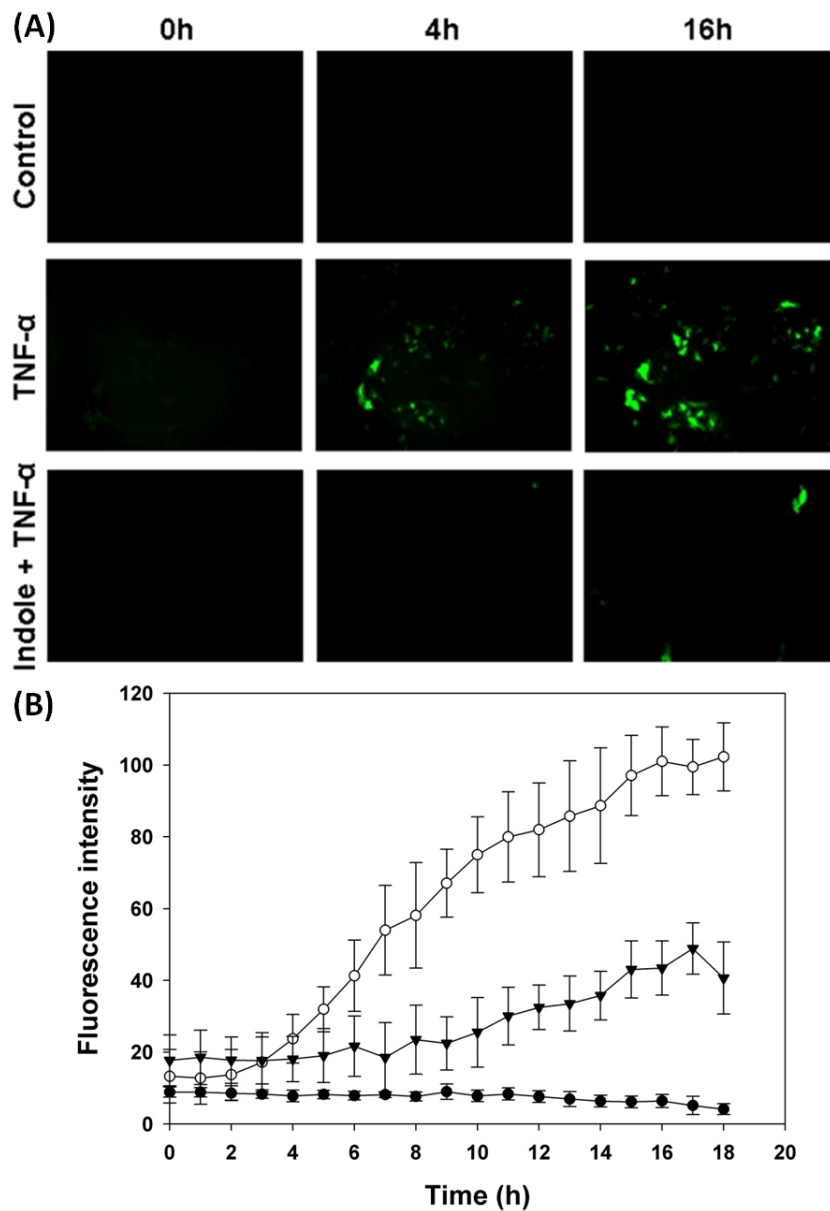 (A) 0h 4h 16h
Control
TNF-α
Indole + TNF-α
(B)
Fluorescence intensity
120
100
80
60
40
20
0
0 2 4 6 8 10 12 14 16 18 20
Time (h)